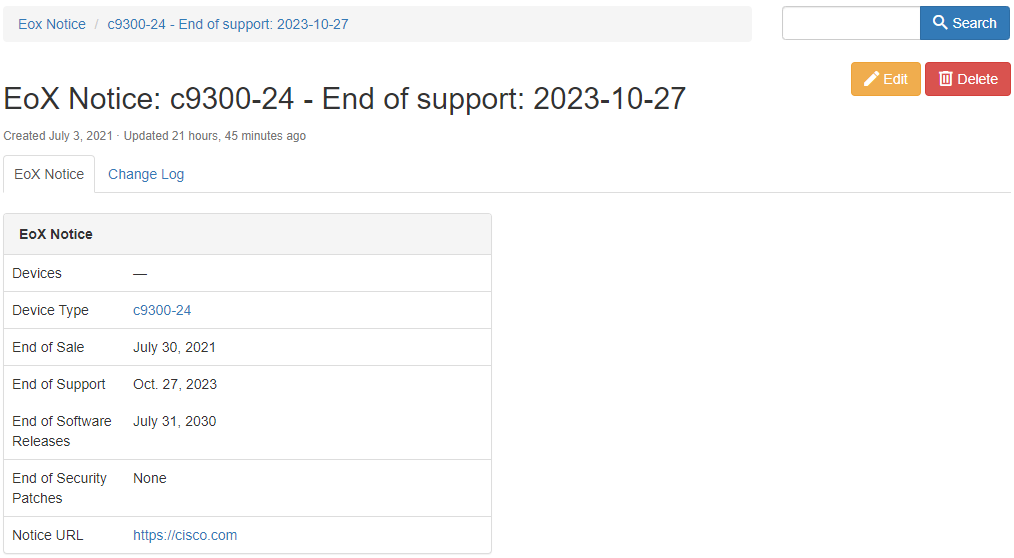 Eox Notice / c9300-24 - End of support: 2023-10-27
Search
Edit
Delete
EoX Notice: c9300-24 - End of support: 2023-10-27
Created July 3, 2021 · Updated 21 hours, 45 minutes ago
EoX Notice
Change Log
EoX Notice
Devices —
Device Type c9300-24
End of Sale July 30, 2021
End of Support Oct. 27, 2023
End of Software July 31, 2030
Releases
End of Security None
Patches
Notice URL https://cisco.com